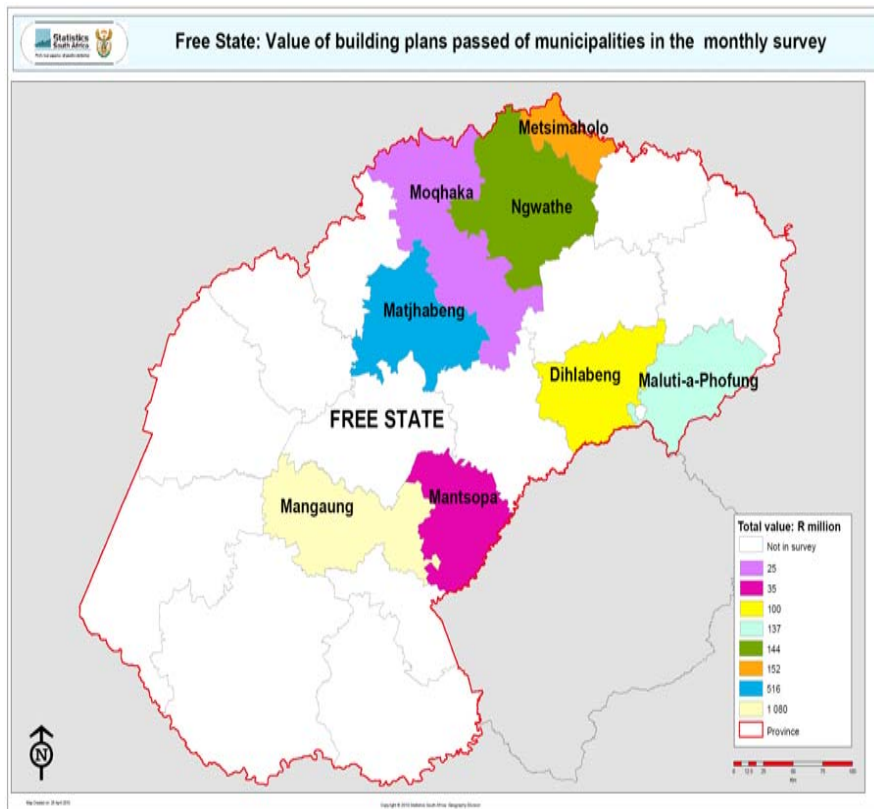 Statistics
South Africa
Free State: Value of building plans passed of municipalities in the monthly survey
Metsimaholo
Moqhaka
Ngwathe
Matjhabeng
Dihlabeng
Maluti-a-Phofung
FREE STATE
Mantsopa
Mangaung
Total value: R million
Not in survey
25
35
100
137
144
152
516
1 080
Province
N